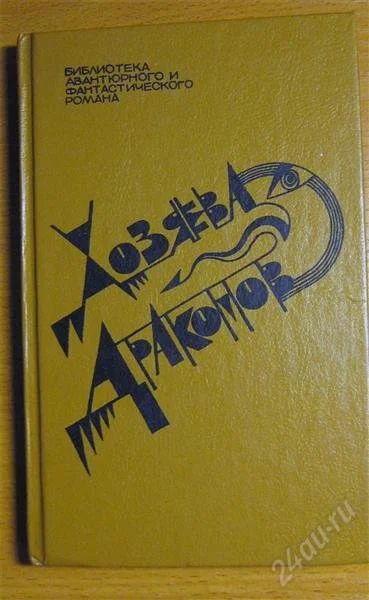 БИБЛИОТЕКА
АВАНТЮРНОГО И
ФАНТАСТИЧЕСКОГО
РОМАНА
ХОЗЯЕВА
ДРАКОНОВ
24au.ru